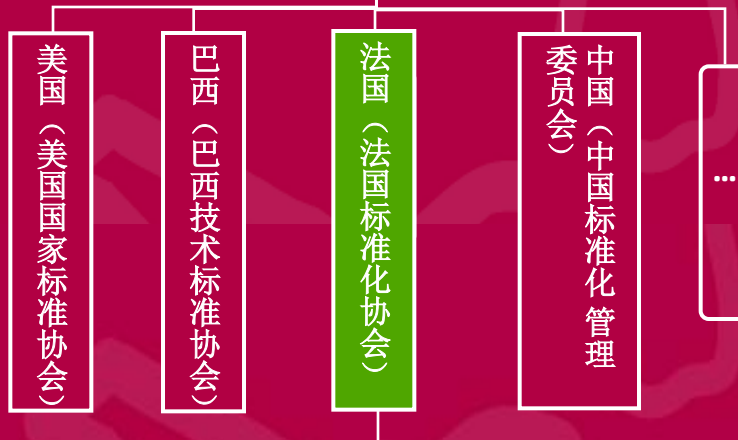 美国（美国国家标准协会）
巴西（巴西技术标准协会）
法国（法国标准化协会）
中国（中国标准化 管理
委员会）
...